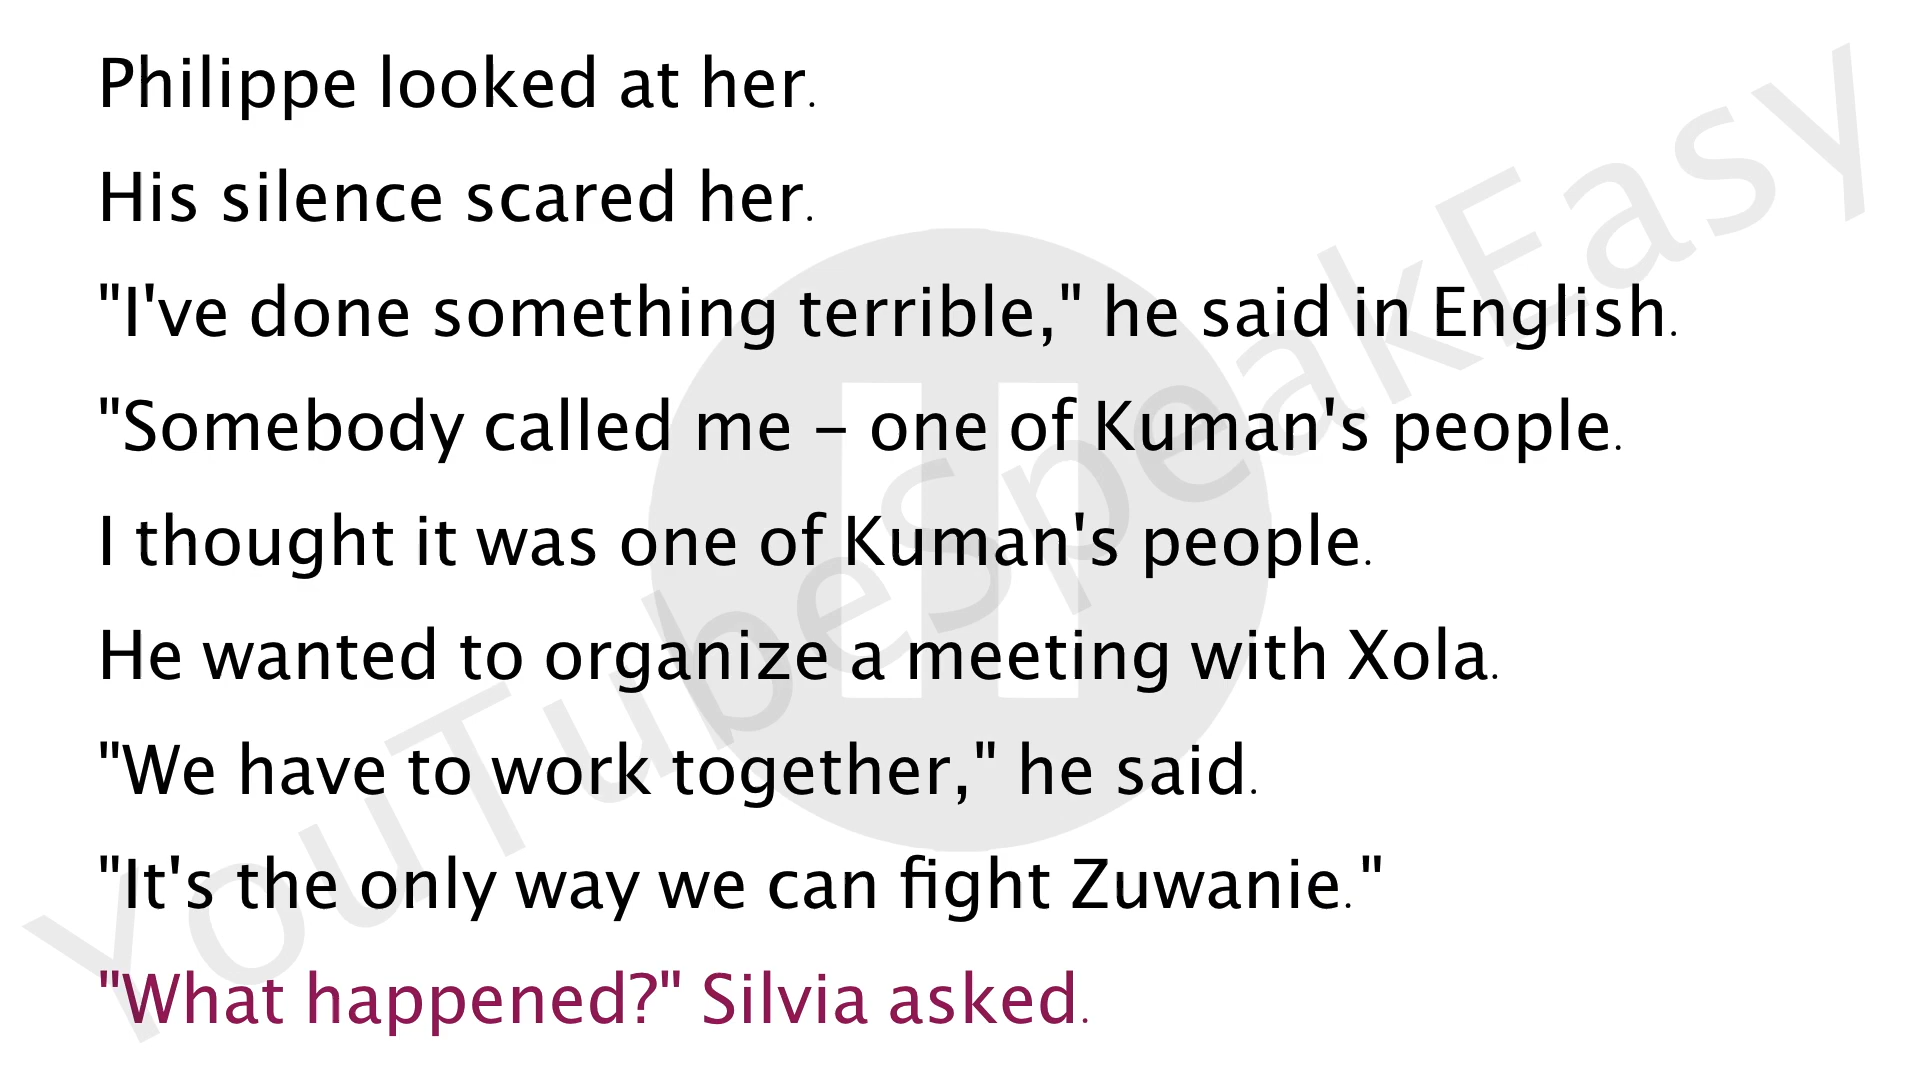 Philippe looked at her.
His silence scared her.
"I've done something terrible," he said in English.
"Somebody called me – one of Kuman's people.
I thought it was one of Kuman's people.
He wanted to organize a meeting with Xola.
"We have to work together," he said.
"It's the only way we can fight Zuwanie."
"What happened?" Silvia asked.
YouTubeSpeakEasy